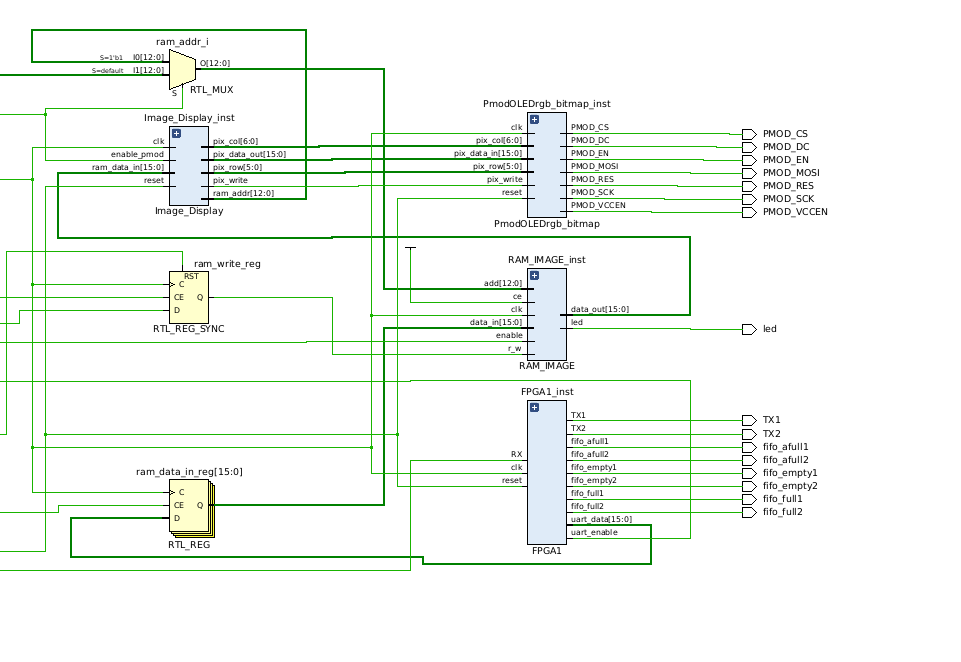 ram_addr_i
S=1'b1 I0[12:0]
S=default I1[12:0]
O[12:0]
S
RTL_MUX
Image_Display_inst
clk
enable_pmod
ram_data_in[15:0]
reset
pix_col[6:0]
pix_data_out[15:0]
pix_row[5:0]
pix_write
ram_addr[12:0]
Image_Display
PmodOLEDrgb_bitmap_inst
clk
pix_col[6:0]
pix_data_in[15:0]
pix_row[5:0]
pix_write
reset
PMOD_CS
PMOD_DC
PMOD_EN
PMOD_MOSI
PMOD_RES
PMOD_SCK
PMOD_VCCEN
PmodOLEDrgb_bitmap
PMOD_CS
PMOD_DC
PMOD_EN
PMOD_MOSI
PMOD_RES
PMOD_SCK
PMOD_VCCEN
ram_write_reg
RST
C
CE
D
Q
RTL_REG_SYNC
RAM_IMAGE_inst
add[12:0]
ce
clk
data_in[15:0]
enable
r_w
data_out[15:0]
led
RAM_IMAGE
led
FPGA1_inst
RX
clk
reset
TX1
TX2
fifo_afull1
fifo_afull2
fifo_empty1
fifo_empty2
fifo_full1
fifo_full2
uart_data[15:0]
uart_enable
FPGA1
TX1
TX2
fifo_afull1
fifo_afull2
fifo_empty1
fifo_empty2
fifo_full1
fifo_full2
ram_data_in_reg[15:0]
C
CE
D
Q
RTL_REG